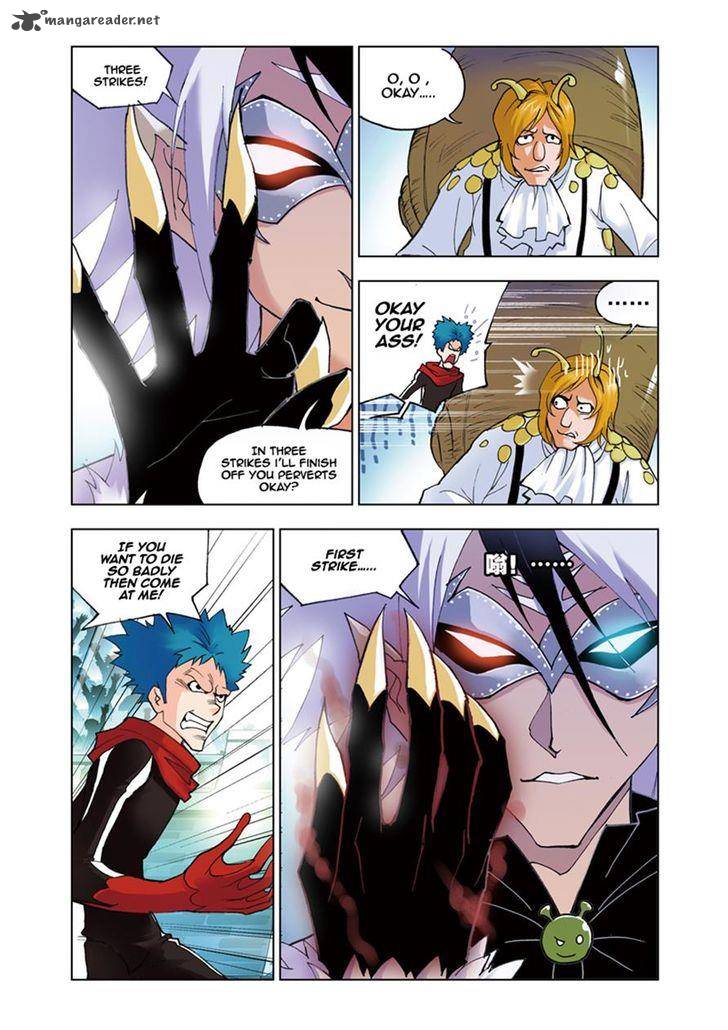 mangareader.net
THREE
STRIKES!
IN THREE
STRIKES I'LL FINISH
OFF YOU PERVERTS
OKAY?
O, O ,
OKAY.....
OKAY
YOUR
ASS!
......
IF YOU
WANT TO DIE
SO BADLY
THEN COME
AT ME!
FIRST
STRIKE......
嗡! ......